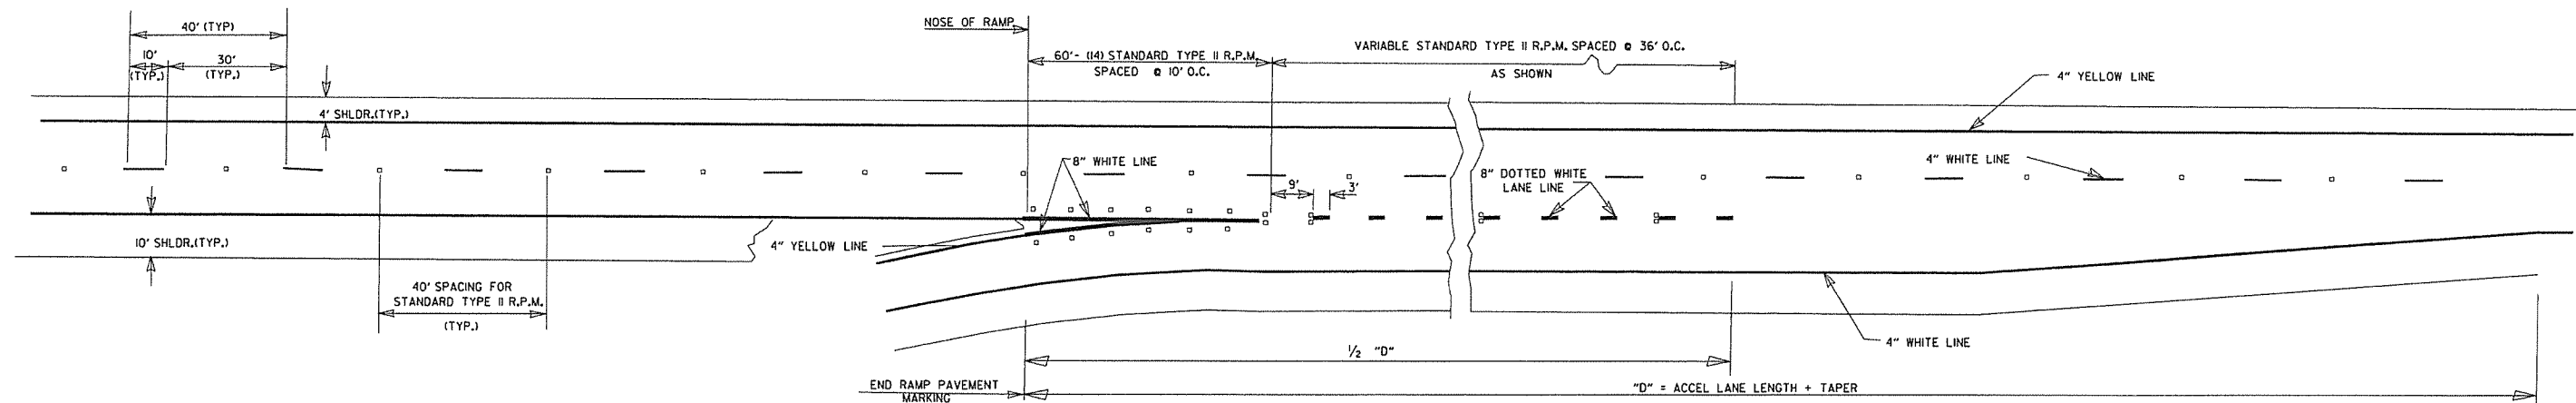 40' (TYP)
10'
(TYP.)
30'
(TYP.)
4' SHLDR.(TYP.)
10' SHLDR.(TYP.)
40' SPACING FOR
STANDARD TYPE II R.P.M.
(TYP.)
NOSE OF RAMP
60'- (14) STANDARD TYPE II R.P.M.
SPACED @ 10' O.C.
VARIABLE STANDARD TYPE II R.P.M. SPACED @ 36' O.C.
AS SHOWN
4" YELLOW LINE
8" WHITE LINE
9'
3'
8" DOTTED WHITE
LANE LINE
4" WHITE LINE
4" YELLOW LINE
4" WHITE LINE
1/2 "D"
END RAMP PAVEMENT
MARKING
"D" = ACCEL LANE LENGTH + TAPER